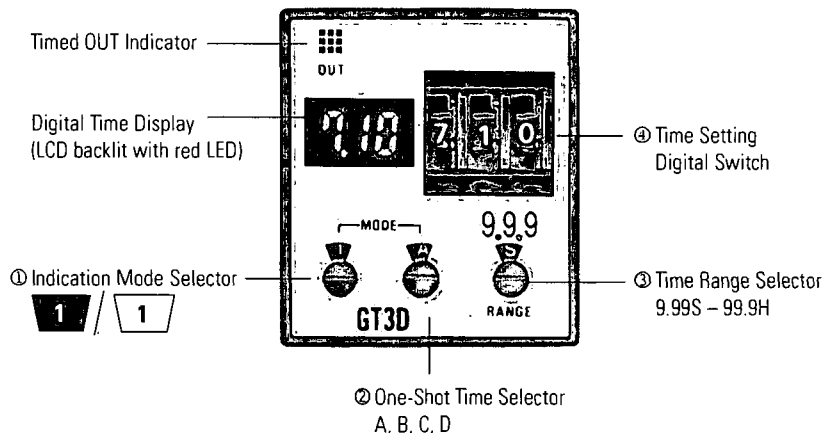 Timed OUT Indicator
OUT
Digital Time Display
(LCD backlit with red LED)
7.10
7. 1 0.
④ Time Setting
Digital Switch
MODE
9.9.9
1
A
S
① Indication Mode Selector
1 / 1
RANGE
③ Time Range Selector
9.99S – 99.9H
GT3D
② One-Shot Time Selector
A, B, C, D